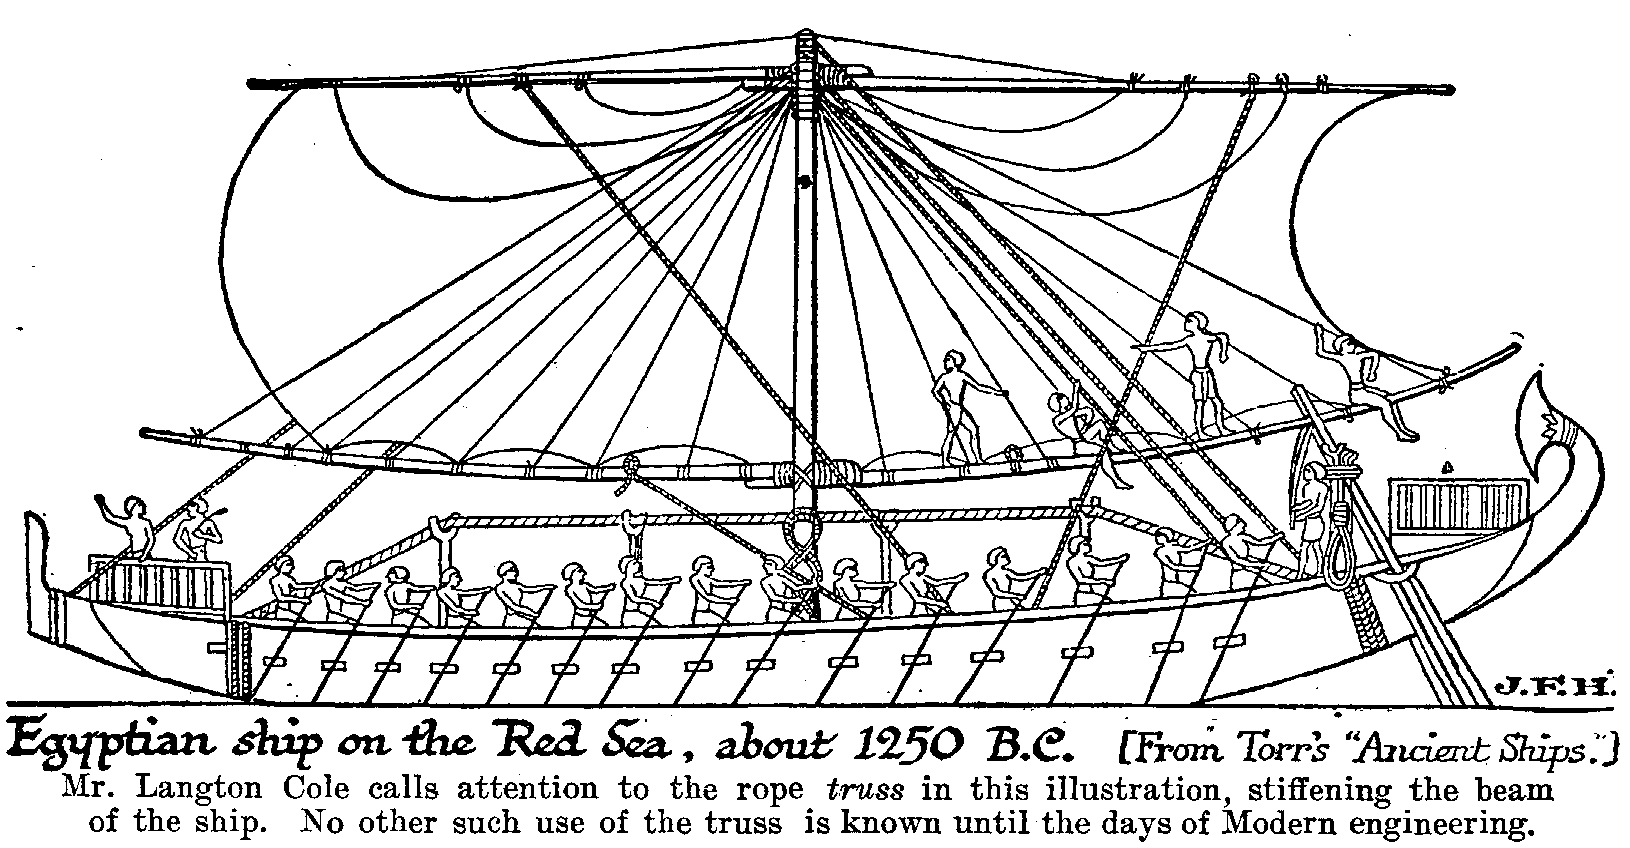 J.F.H.
Egyptian ship on the Red Sea, about 1250 B.C. [From Torr's "Ancient Ships."]
Mr. Langton Cole calls attention to the rope truss in this illustration, stiffening the beam
of the ship. No other such use of the truss is known until the days of Modern engineering.